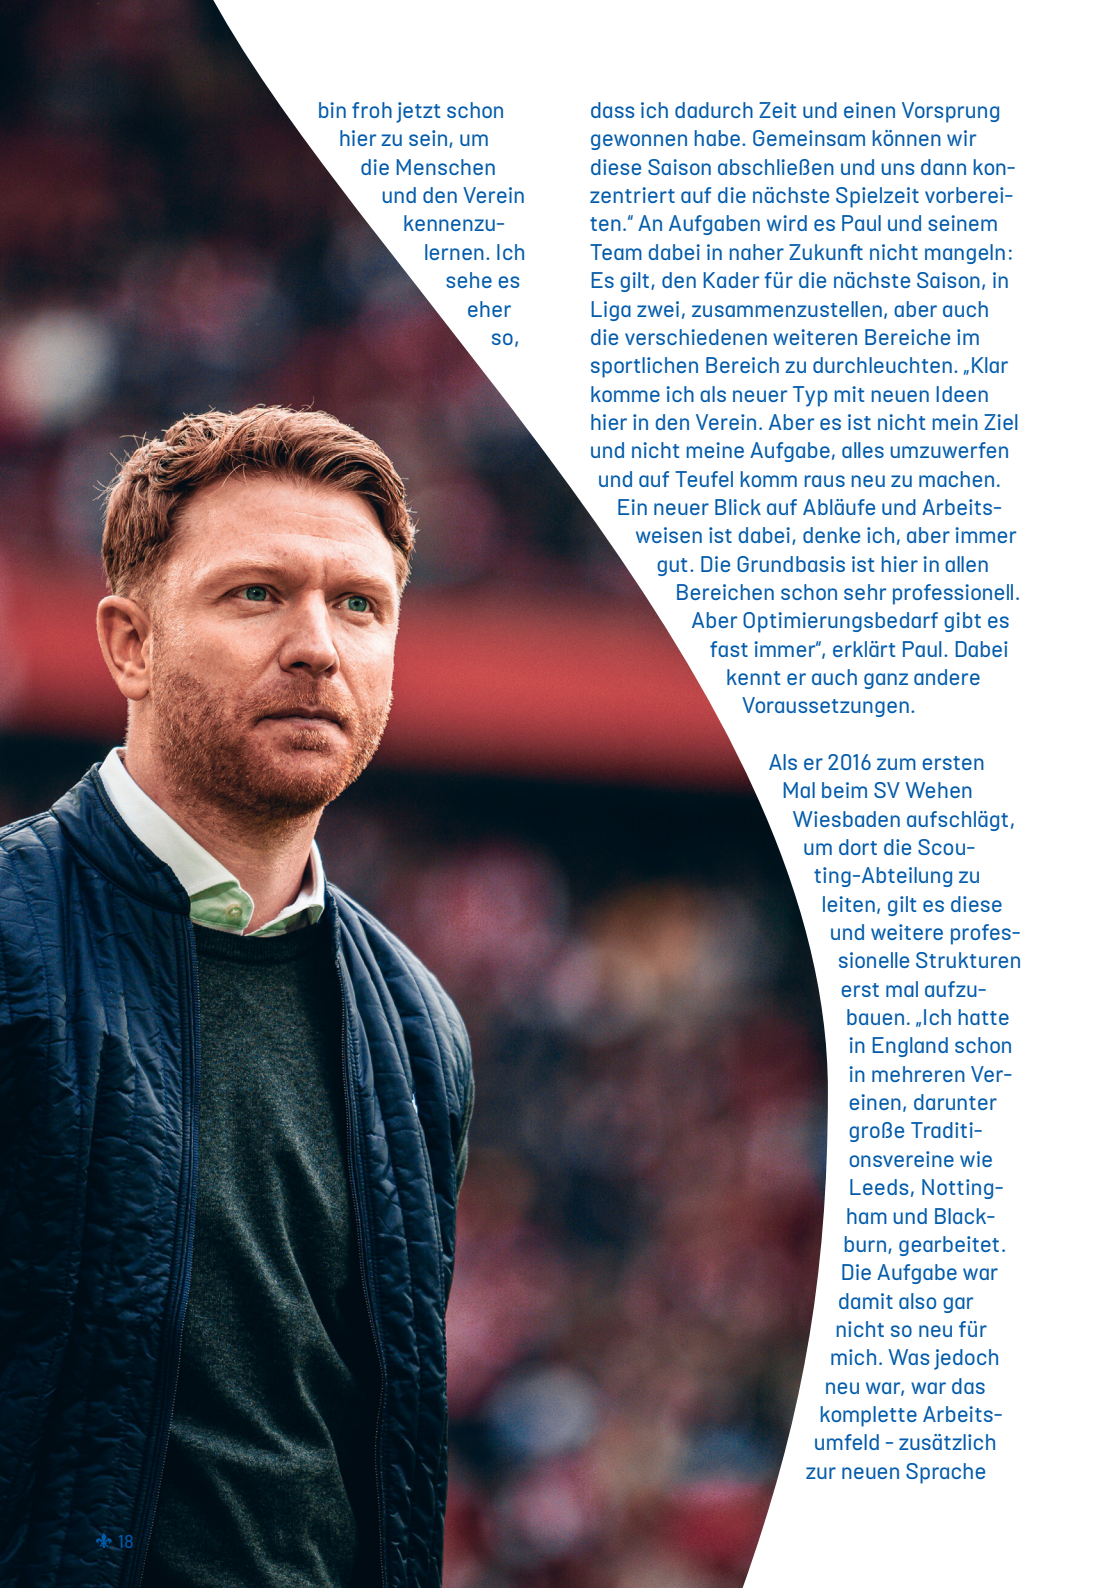 bin froh jetzt schon
hier zu sein, um
die Menschen
und den Verein
kennenzu-
lernen. Ich
sehe es
eher
so,
dass ich dadurch Zeit und einen Vorsprung
gewonnen habe. Gemeinsam können wir
diese Saison abschließen und uns dann kon-
zentriert auf die nächste Spielzeit vorberei-
ten.“ An Aufgaben wird es Paul und seinem
Team dabei in naher Zukunft nicht mangeln:
Es gilt, den Kader für die nächste Saison, in
Liga zwei, zusammenzustellen, aber auch
die verschiedenen weiteren Bereiche im
sportlichen Bereich zu durchleuchten. „Klar
komme ich als neuer Typ mit neuen Ideen
hier in den Verein. Aber es ist nicht mein Ziel
und nicht meine Aufgabe, alles umzuwerfen
und auf Teufel komm raus neu zu machen.
Ein neuer Blick auf Abläufe und Arbeits-
weisen ist dabei, denke ich, aber immer
gut. Die Grundbasis ist hier in allen
Bereichen schon sehr professionell.
Aber Optimierungsbedarf gibt es
fast immer“, erklärt Paul. Dabei
kennt er auch ganz andere
Voraussetzungen.
Als er 2016 zum ersten
Mal beim SV Wehen
Wiesbaden aufschlägt,
um dort die Scou-
ting-Abteilung zu
leiten, gilt es diese
und weitere profes-
sionelle Strukturen
erst mal aufzu-
bauen. „Ich hatte
in England schon
in mehreren Ver-
einen, darunter
große Traditi-
onsvereine wie
Leeds, Notting-
ham und Black-
burn, gearbeitet.
Die Aufgabe war
damit also gar
nicht so neu für
mich. Was jedoch
neu war, war das
komplette Arbeits-
umfeld - zusätzlich
zur neuen Sprache
18